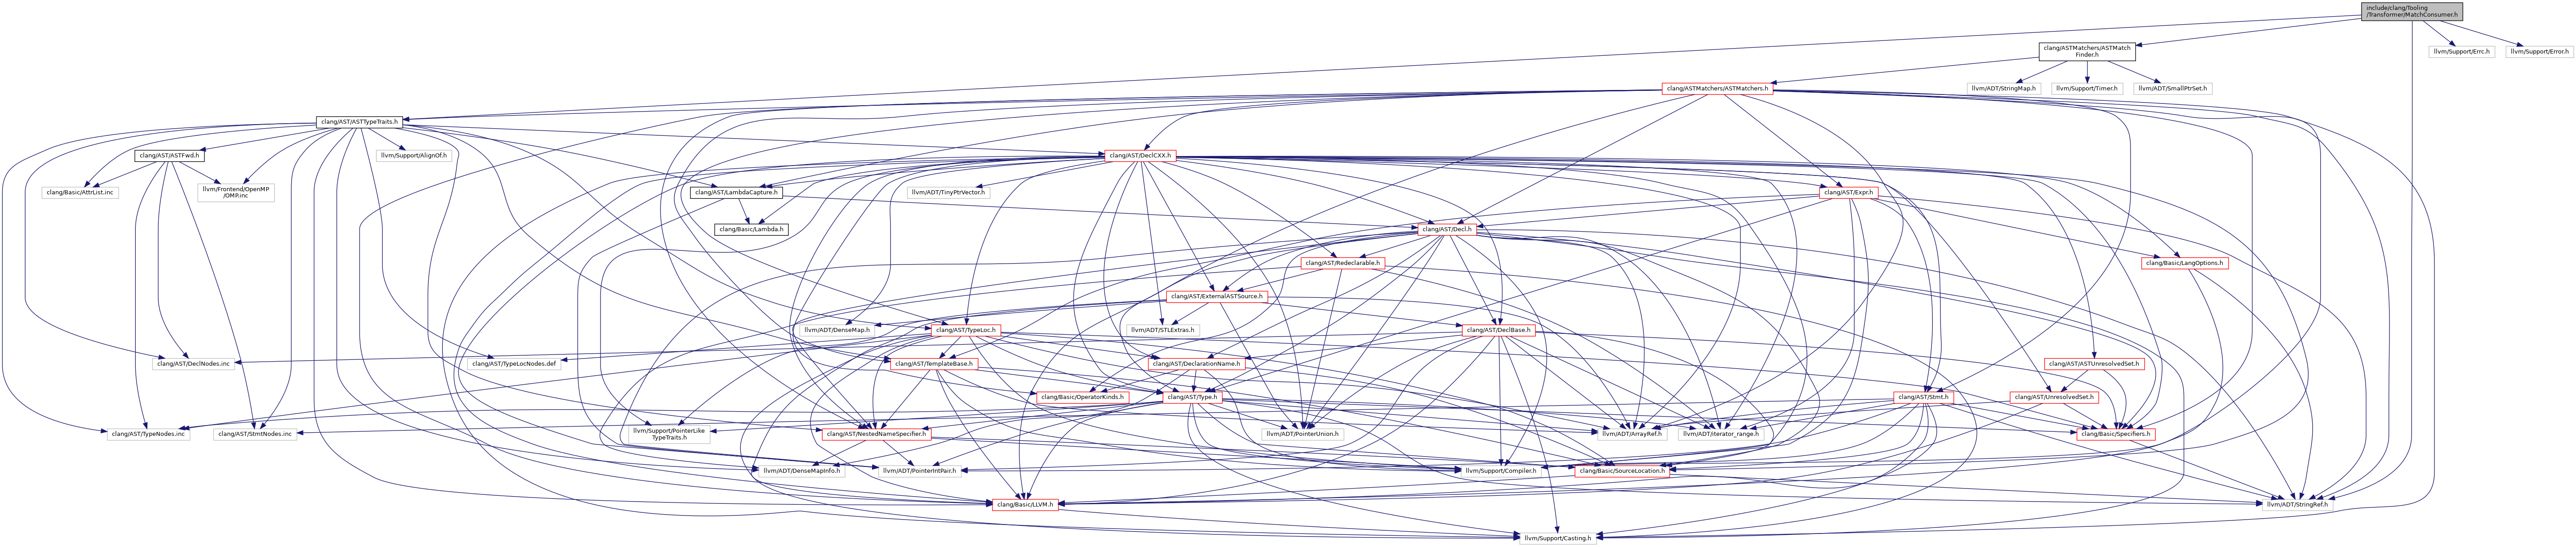 include/clang/Tooling
/Transformer/MatchConsumer.h
clang/ASTMatchers/ASTMatch
Finder.h
llvm/Support/Errc.h
llvm/Support/Error.h
clang/ASTMatchers/ASTMatchers.h
llvm/ADT/StringMap.h
llvm/Support/Timer.h
llvm/ADT/SmallPtrSet.h
clang/AST/ASTTypeTraits.h
clang/AST/ASTFwd.h
llvm/Support/AlignOf.h
clang/AST/DeclCXX.h
clang/Basic/AttrList.inc
llvm/Frontend/OpenMP
/OMP.inc
clang/AST/LambdaCapture.h
llvm/ADT/TinyPtrVector.h
clang/AST/Expr.h
clang/Basic/Lambda.h
clang/AST/Decl.h
clang/AST/Redeclarable.h
clang/Basic/LangOptions.h
clang/AST/ExternalASTSource.h
llvm/ADT/DenseMap.h
clang/AST/TypeLoc.h
llvm/ADT/STLExtras.h
clang/AST/DeclBase.h
clang/AST/DeclNodes.inc
clang/AST/TypeLocNodes.def
clang/AST/TemplateBase.h
clang/AST/DeclarationName.h
clang/AST/ASTUnresolvedSet.h
clang/Basic/OperatorKinds.h
clang/AST/Type.h
clang/AST/Stmt.h
clang/AST/UnresolvedSet.h
clang/AST/TypeNodes.inc
clang/AST/StmtNodes.inc
llvm/Support/PointerLike
TypeTraits.h
clang/AST/NestedNameSpecifier.h
llvm/ADT/PointerUnion.h
llvm/ADT/ArrayRef.h
llvm/ADT/iterator_range.h
clang/Basic/Specifiers.h
llvm/ADT/DenseMapInfo.h
llvm/ADT/PointerIntPair.h
llvm/Support/Compiler.h
clang/Basic/SourceLocation.h
clang/Basic/LLVM.h
llvm/ADT/StringRef.h
llvm/Support/Casting.h